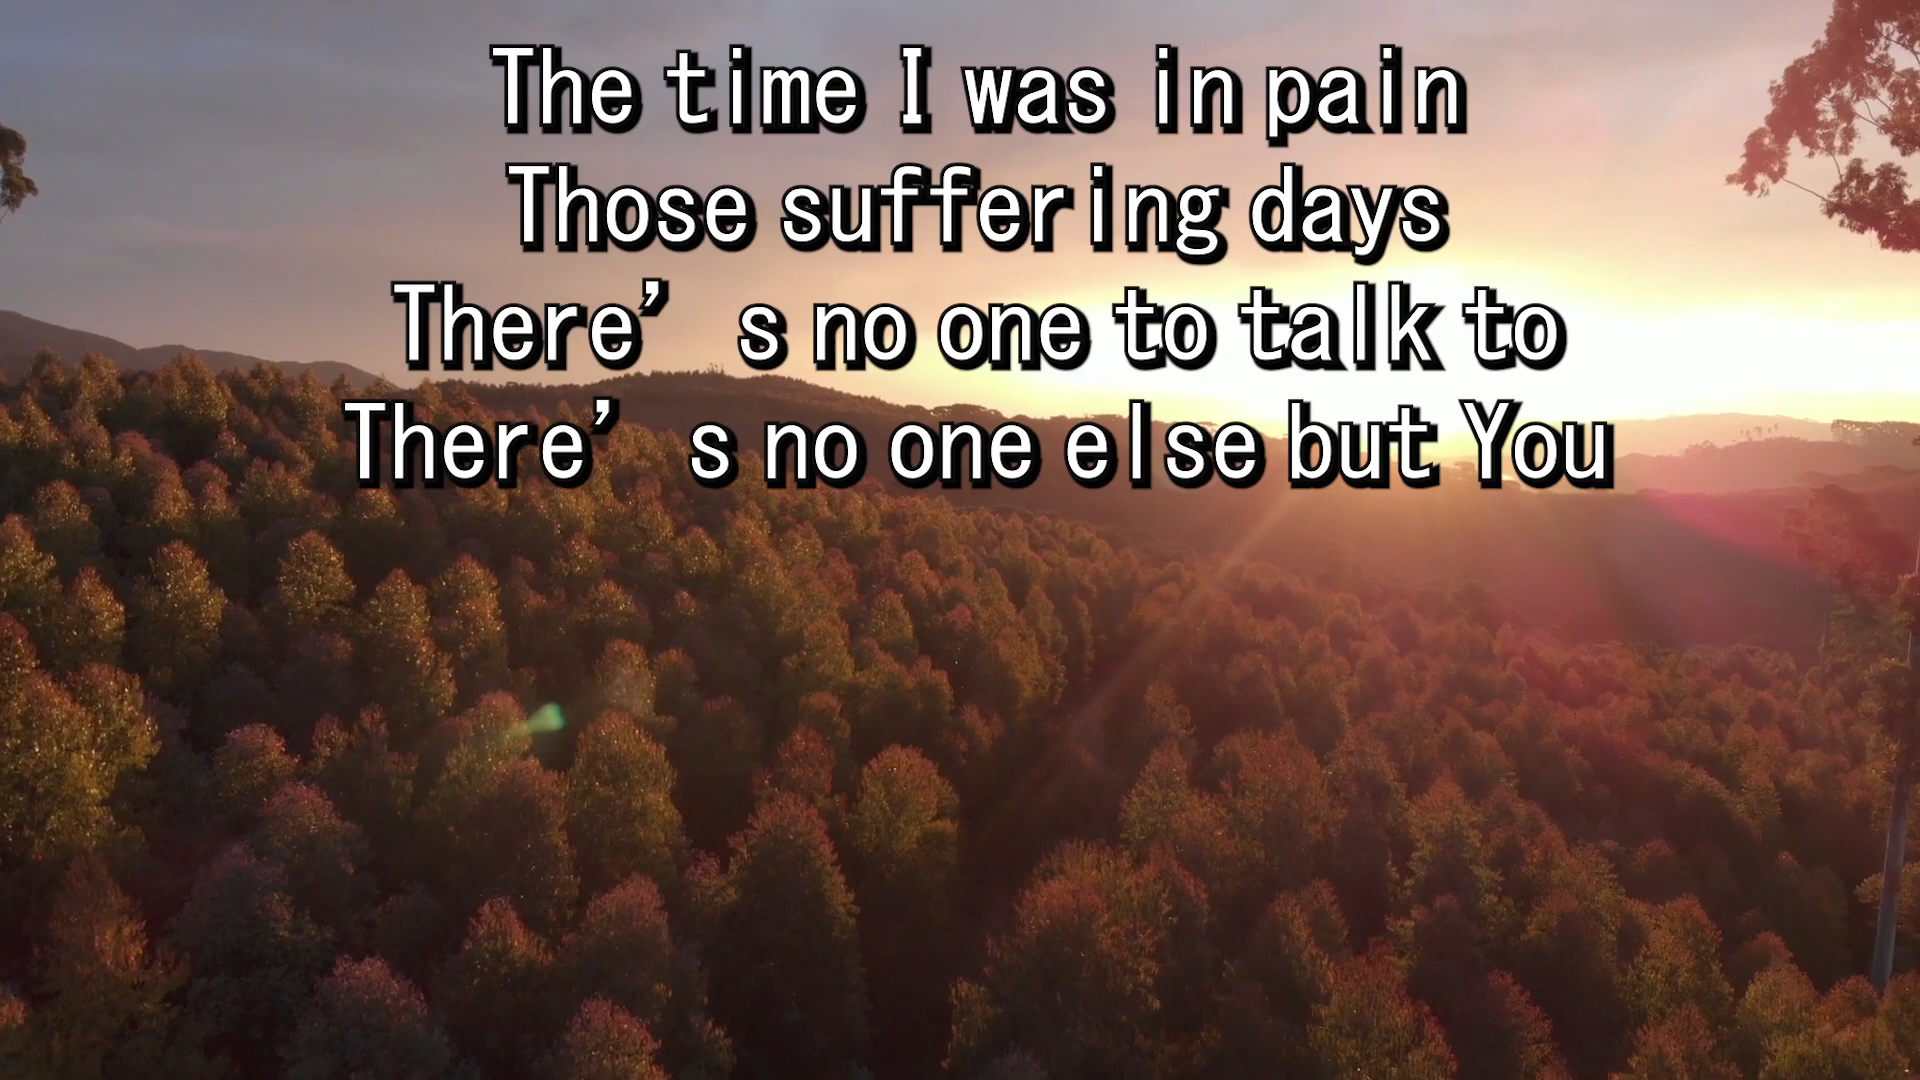 The time I was in pain
Those suffering days
There’s no one to talk to
There’s no one else but You